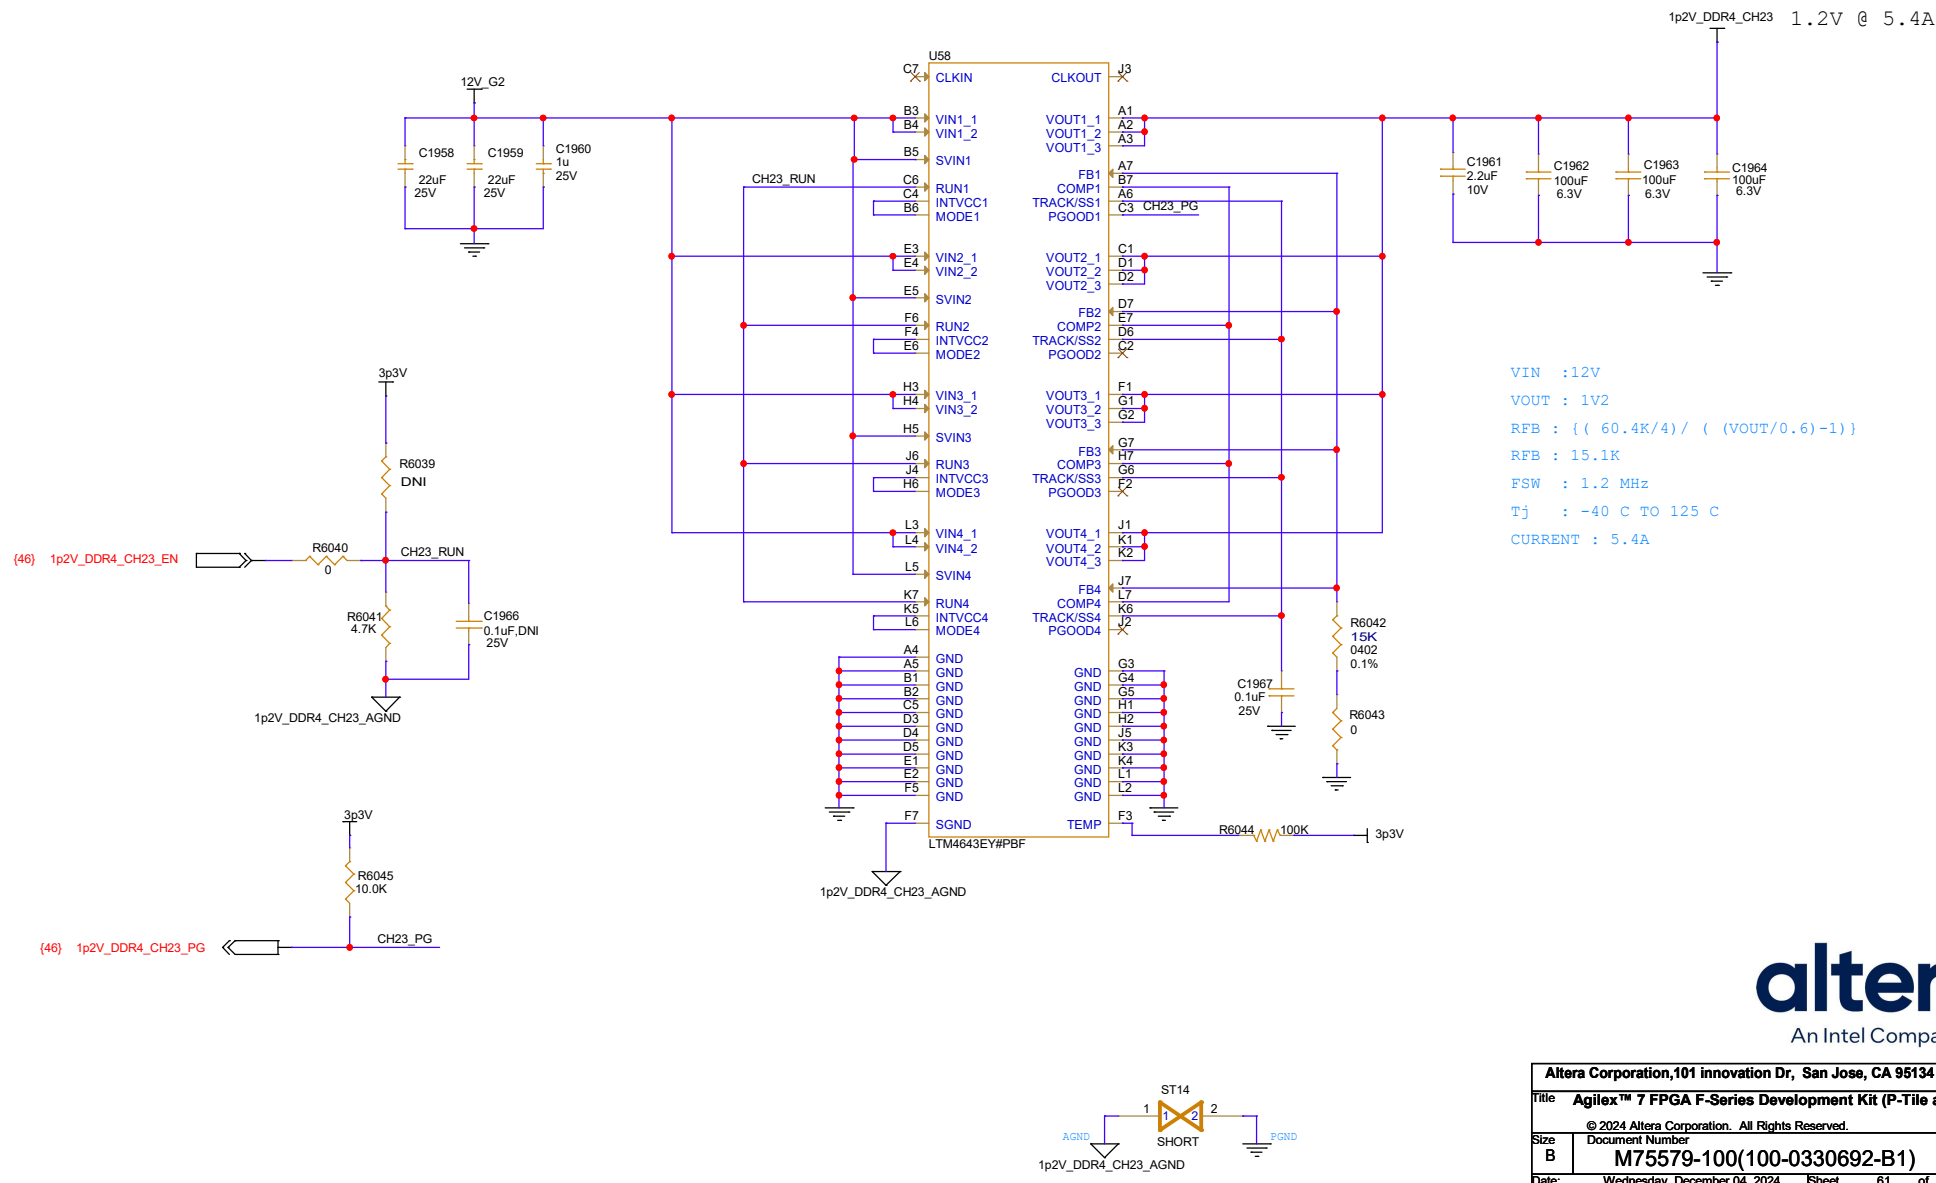 1p2V_DDR4_CH23 1.2V @ 5.4A
12V_G2
C1958
22uF
25V
C1959
22uF
25V
C1960
1u
25V
U58
C7 CLKIN
B3 VIN1_1
B4 VIN1_2
B5 SVIN1
CH23_RUN
C6 RUN1
C4 INTVCC1
B6 MODE1
E3 VIN2_1
E4 VIN2_2
E5 SVIN2
F6 RUN2
F4 INTVCC2
E6 MODE2
H3 VIN3_1
H4 VIN3_2
H5 SVIN3
J6 RUN3
J4 INTVCC3
H6 MODE3
L3 VIN4_1
L4 VIN4_2
L5 SVIN4
K7 RUN4
K5 INTVCC4
L6 MODE4
A4 GND
A5 GND
B1 GND
B2 GND
C5 GND
D3 GND
D4 GND
D5 GND
E1 GND
E2 GND
F5 GND
F7 SGND
LTM4643EY#PBF
1p2V_DDR4_CH23_AGND
CLKOUT J3
VOUT1_1 A1
VOUT1_2 A2
VOUT1_3 A3
FB1 A7
COMP1 B7
TRACK/SS1 A6
PGOOD1 C3 CH23_PG
VOUT2_1 C1
VOUT2_2 D1
VOUT2_3 D2
FB2 D7
COMP2 E7
TRACK/SS2 D6
PGOOD2 C2
VOUT3_1 F1
VOUT3_2 G1
VOUT3_3 G2
FB3 G7
COMP3 H7
TRACK/SS3 G6
PGOOD3 F2
VOUT4_1 J1
VOUT4_2 K1
VOUT4_3 K2
FB4 J7
COMP4 L7
TRACK/SS4 K6
PGOOD4 J2
GND G3
GND G4
GND G5
GND H1
GND H2
GND J5
GND K3
GND K4
GND L1
GND L2
TEMP F3
R6044 100K 3p3V
C1961
2.2uF
10V
C1962
100uF
6.3V
C1963
100uF
6.3V
C1964
100uF
6.3V
C1967
0.1uF
25V
R6042
15K
0402
0.1%
R6043
0
VIN :12V
VOUT : 1V2
RFB : {( 60.4K/4)/ ( (VOUT/0.6)-1)}
RFB : 15.1K
FSW : 1.2 MHz
Tj : -40 C TO 125 C
CURRENT : 5.4A
3p3V
R6039
DNI
{46} 1p2V_DDR4_CH23_EN
R6040
0
CH23_RUN
R6041
4.7K
C1966
0.1uF,DNI
25V
1p2V_DDR4_CH23_AGND
3p3V
R6045
10.0K
{46} 1p2V_DDR4_CH23_PG
CH23_PG
ST14
1 1 2 2
SHORT
AGND
PGND
1p2V_DDR4_CH23_AGND
alter
An Intel Compa
Altera Corporation,101 innovation Dr, San Jose, CA 95134
Title Agilex™ 7 FPGA F-Series Development Kit (P-Tile a
© 2024 Altera Corporation. All Rights Reserved.
Size Document Number
B M75579-100(100-0330692-B1)
Date: Wednesday, December 04, 2024 Sheet 61 of